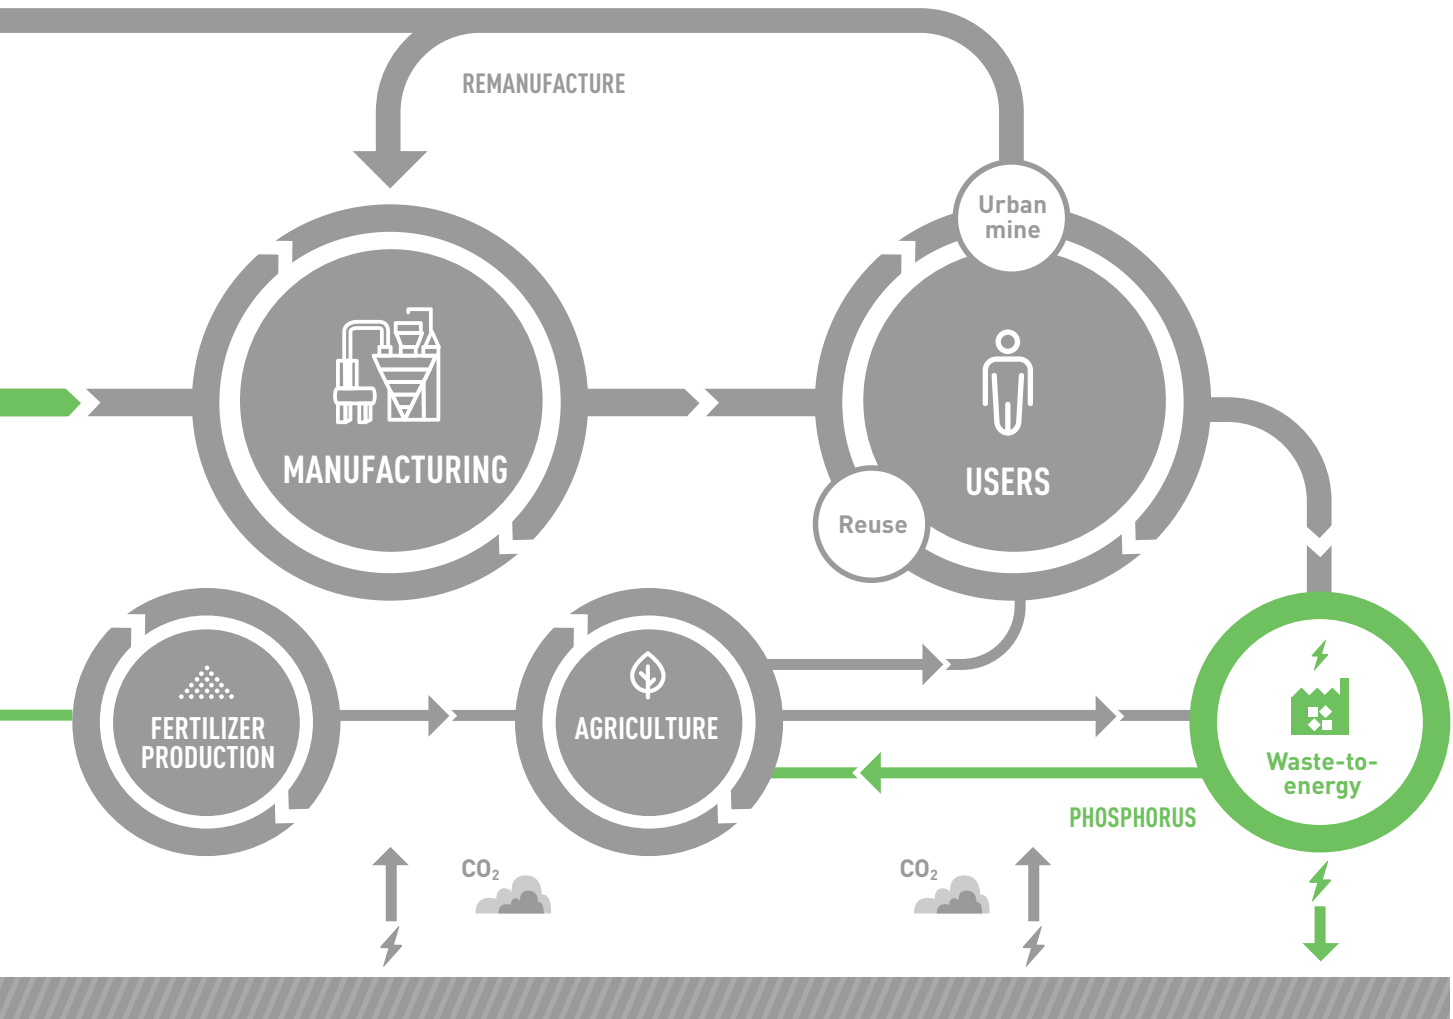 REMANUFACTURE
Urban
mine
MANUFACTURING
USERS
Reuse
FERTILIZER
PRODUCTION
AGRICULTURE
Waste-to-
energy
PHOSPHORUS
CO₂
CO₂